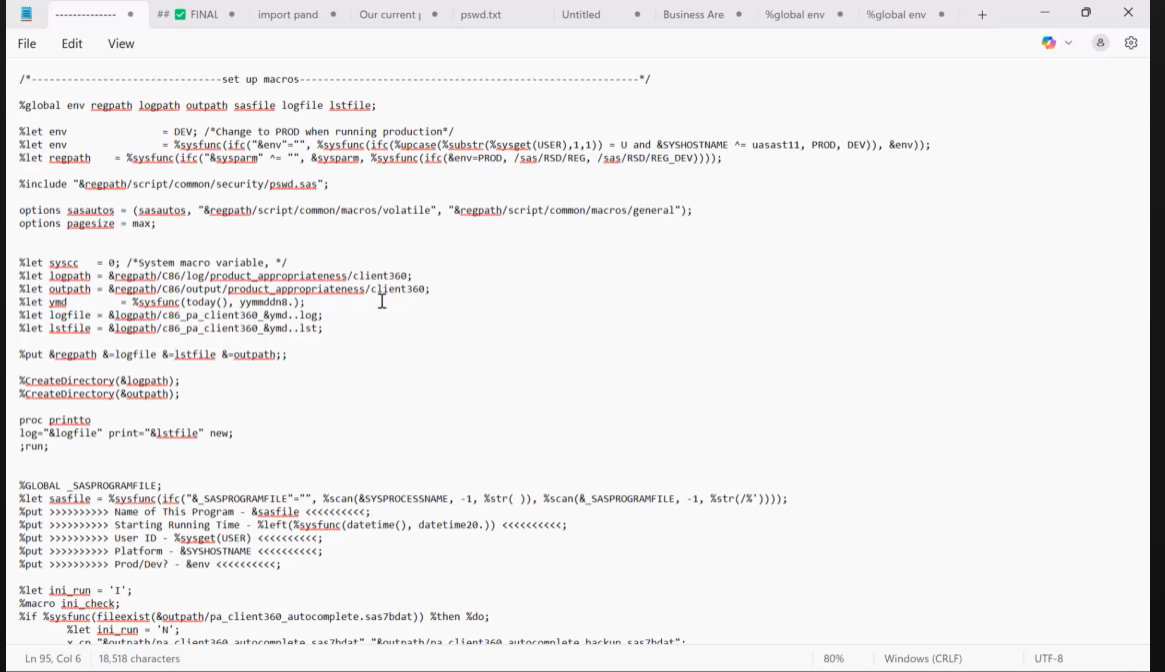 ------------- ## ✅ FINAL import pand Our current pswd.txt Untitled Business Are %global env %global env
File Edit View
/*-------------------------------set up macros----------------------------------------------------------*/
%global env regpath logpath outpath sasfile logfile lstfile;
%let env = DEV; /*Change to PROD when running production*/
%let env = %sysfunc(ifc("&env"="", %sysfunc(ifc(%upcase(%substr(%sysget(USER),1,1)) = U and &SYSHOSTNAME ^= uasast11, PROD, DEV)), &env));
%let regpath = %sysfunc(ifc("&sysparm" ^= "", &sysparm, %sysfunc(ifc(&env=PROD, /sas/RSD/REG, /sas/RSD/REG_DEV))));
%include "&regpath/script/common/security/pswd.sas";
options sasautos = (sasautos, "&regpath/script/common/macros/volatile", "&regpath/script/common/macros/general");
options pagesize = max;
%let syscc = 0; /*System macro variable, */
%let logpath = &regpath/C86/log/product_appropriateness/client360;
%let outpath = &regpath/C86/output/product_appropriateness/client360;
%let ymd = %sysfunc(today(), yymmddn8.);
%let logfile = &logpath/c86_pa_client360_&ymd..log;
%let lstfile = &logpath/c86_pa_client360_&ymd..lst;
%put &regpath &=logfile &=lstfile &=outpath;;
%CreateDirectory(&logpath);
%CreateDirectory(&outpath);
proc printto
log="&logfile" print="&lstfile" new;
;run;
%GLOBAL _SASPROGRAMFILE;
%let sasfile = %sysfunc(ifc("&_SASPROGRAMFILE"="", %scan(&SYSPROCESSNAME, -1, %str( )), %scan(&_SASPROGRAMFILE, -1, %str(/%'))));
%put >>>>>>>>>> Name of This Program - &sasfile <<<<<<<<<<;
%put >>>>>>>>>> Starting Running Time - %left(%sysfunc(datetime(), datetime20.)) <<<<<<<<<<;
%put >>>>>>>>>> User ID - %sysget(USER) <<<<<<<<<<;
%put >>>>>>>>>> Platform - &SYSHOSTNAME <<<<<<<<<<;
%put >>>>>>>>>> Prod/Dev? - &env <<<<<<<<<<;
%let ini_run = 'I';
%macro ini_check;
%if %sysfunc(fileexist(&outpath/pa_client360_autocomplete.sas7bdat)) %then %do;
%let ini_run = 'N';
x cp "&outpath/pa_client360_autocomplete.sas7bdat" "&outpath/pa_client360_autocomplete_backup.sas7bdat";
Ln 95, Col 6 18,518 characters 80% Windows (CRLF) UTF-8